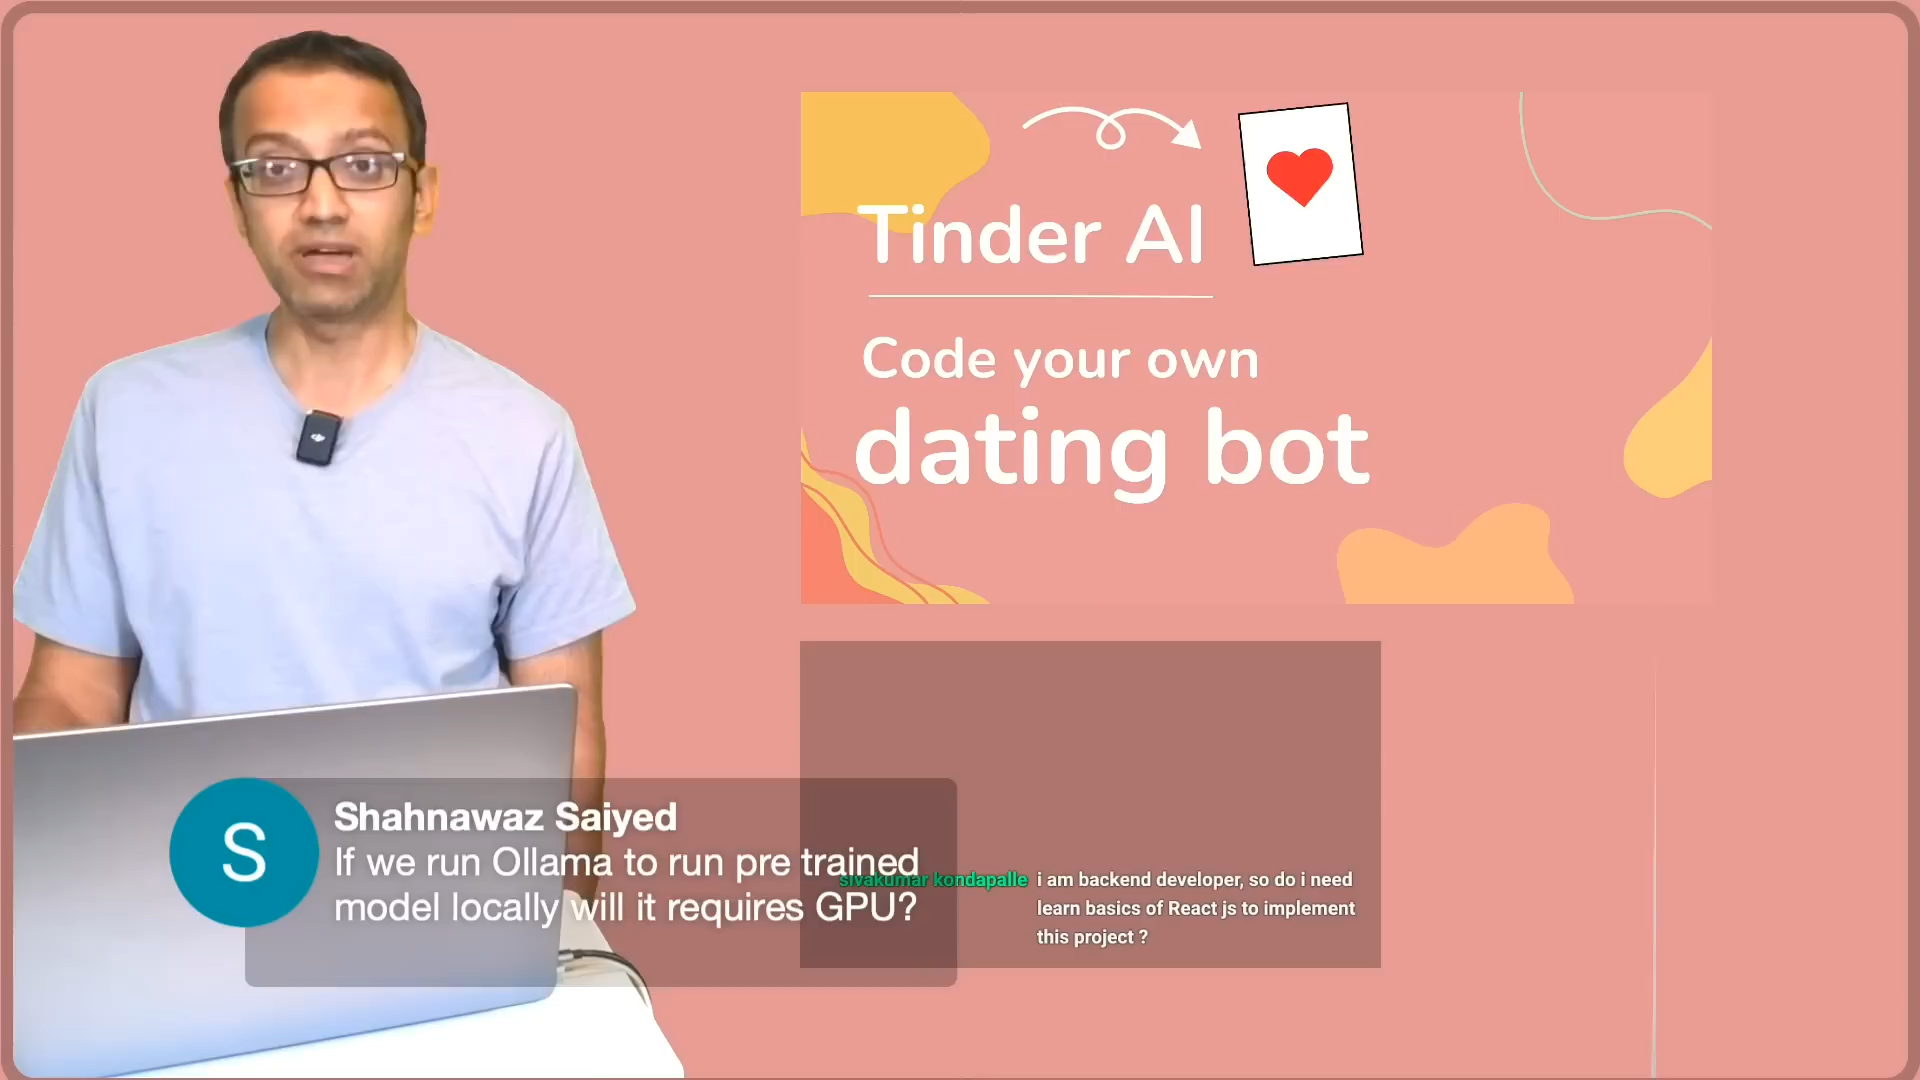 Tinder AI
Code your own
dating bot
S
Shahnawaz Saiyed
If we run Ollama to run pre trained
model locally will it requires GPU?
sivakumar kondapalle i am backend developer, so do i need
learn basics of React js to implement
this project ?